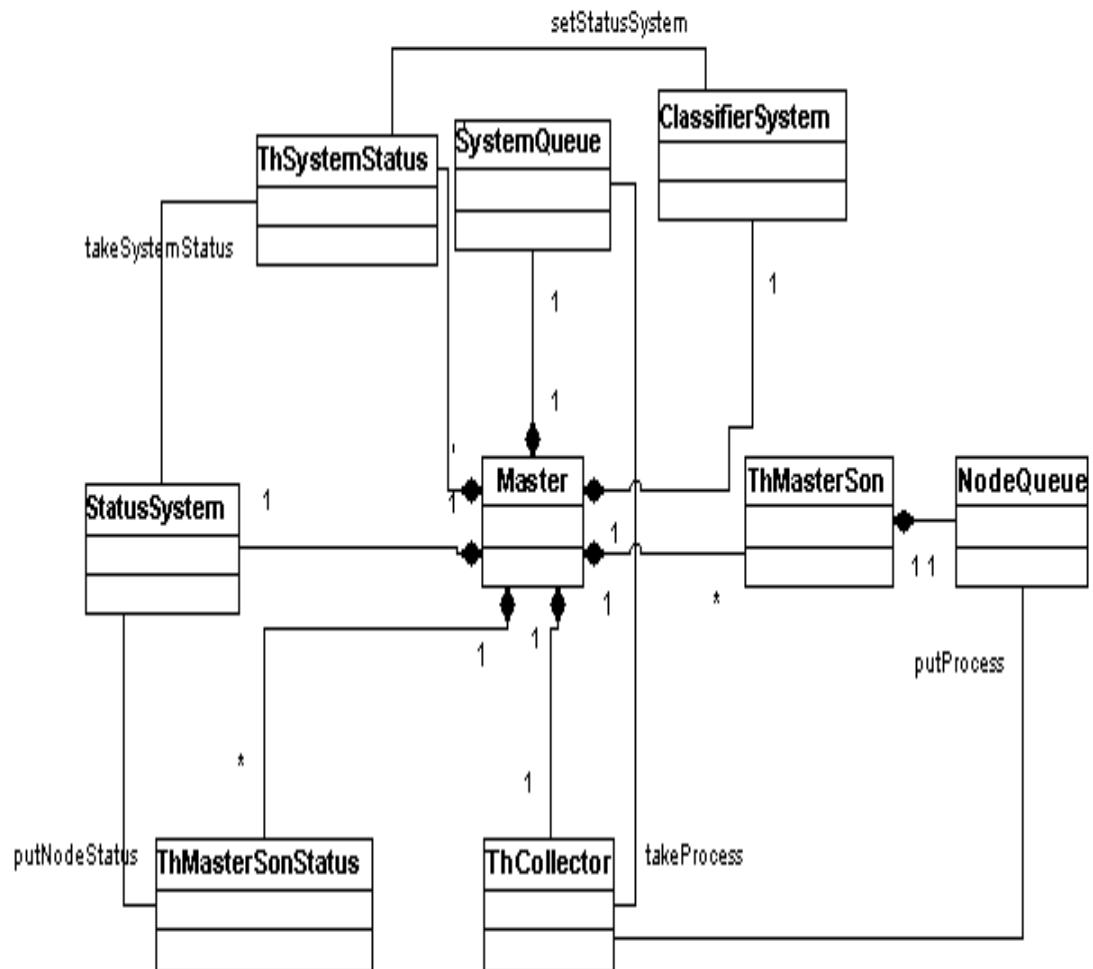 setStatusSystem
ClassifierSystem
SystemQueue
ThSystemStatus
takeSystemStatus
1
1
1
1
1
Master
ThMasterSon
NodeQueue
StatusSystem
1
1 1
1
*
1
1
putProcess
*
1
putNodeStatus
ThMasterSonStatus
ThCollector
takeProcess